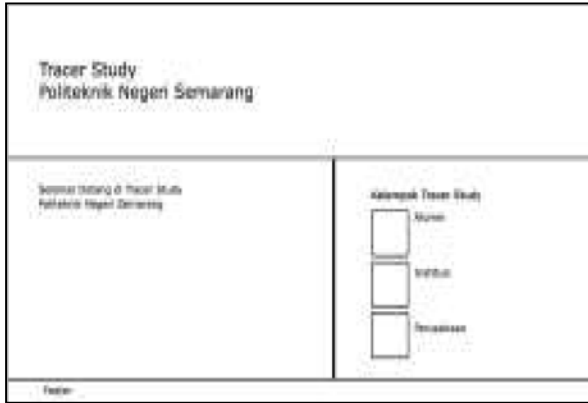 Tracer Study
Politeknik Negeri Semarang
Selamat Datang di Tracer Study
Politeknik Negeri Semarang
Kelompok Tracer Study
Alumni
Institusi
Perusahaan
Footer